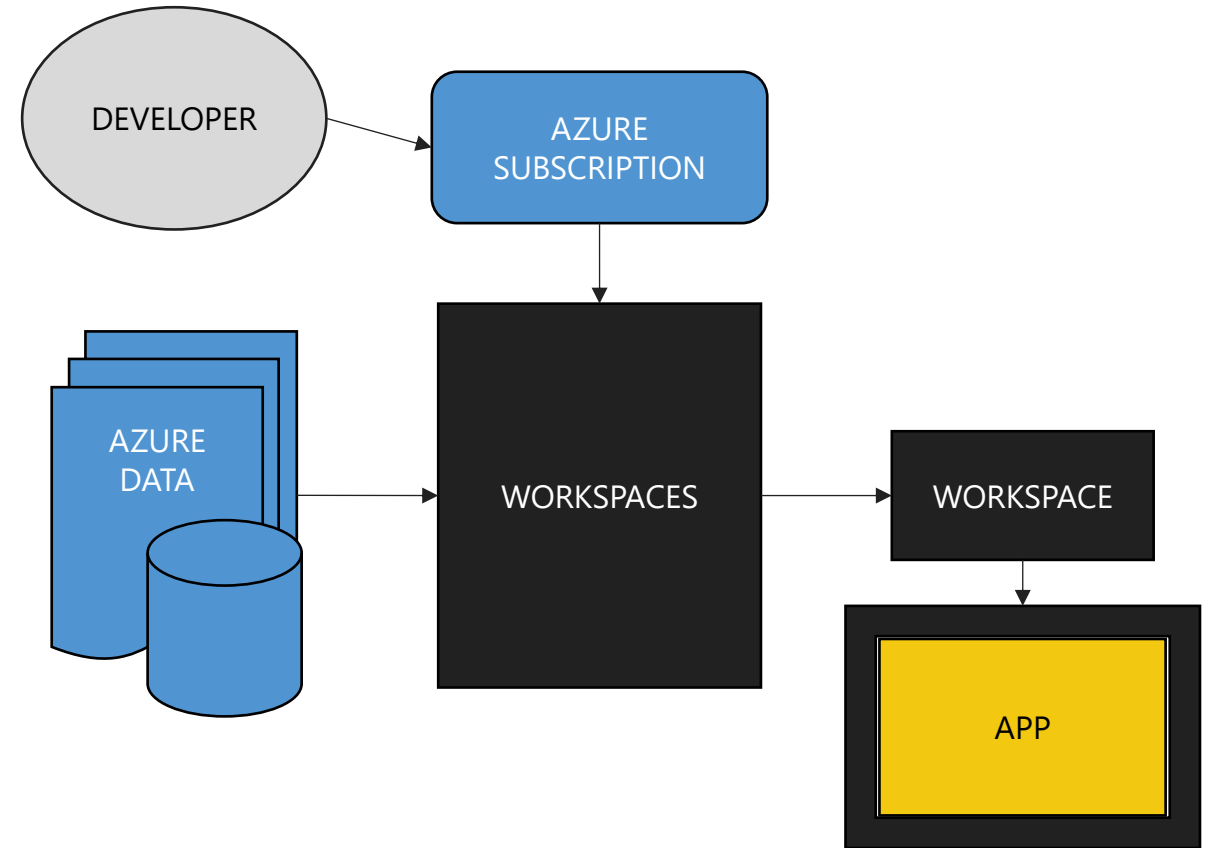 DEVELOPER
AZURE
SUBSCRIPTION
AZURE
DATA
WORKSPACES
WORKSPACE
APP